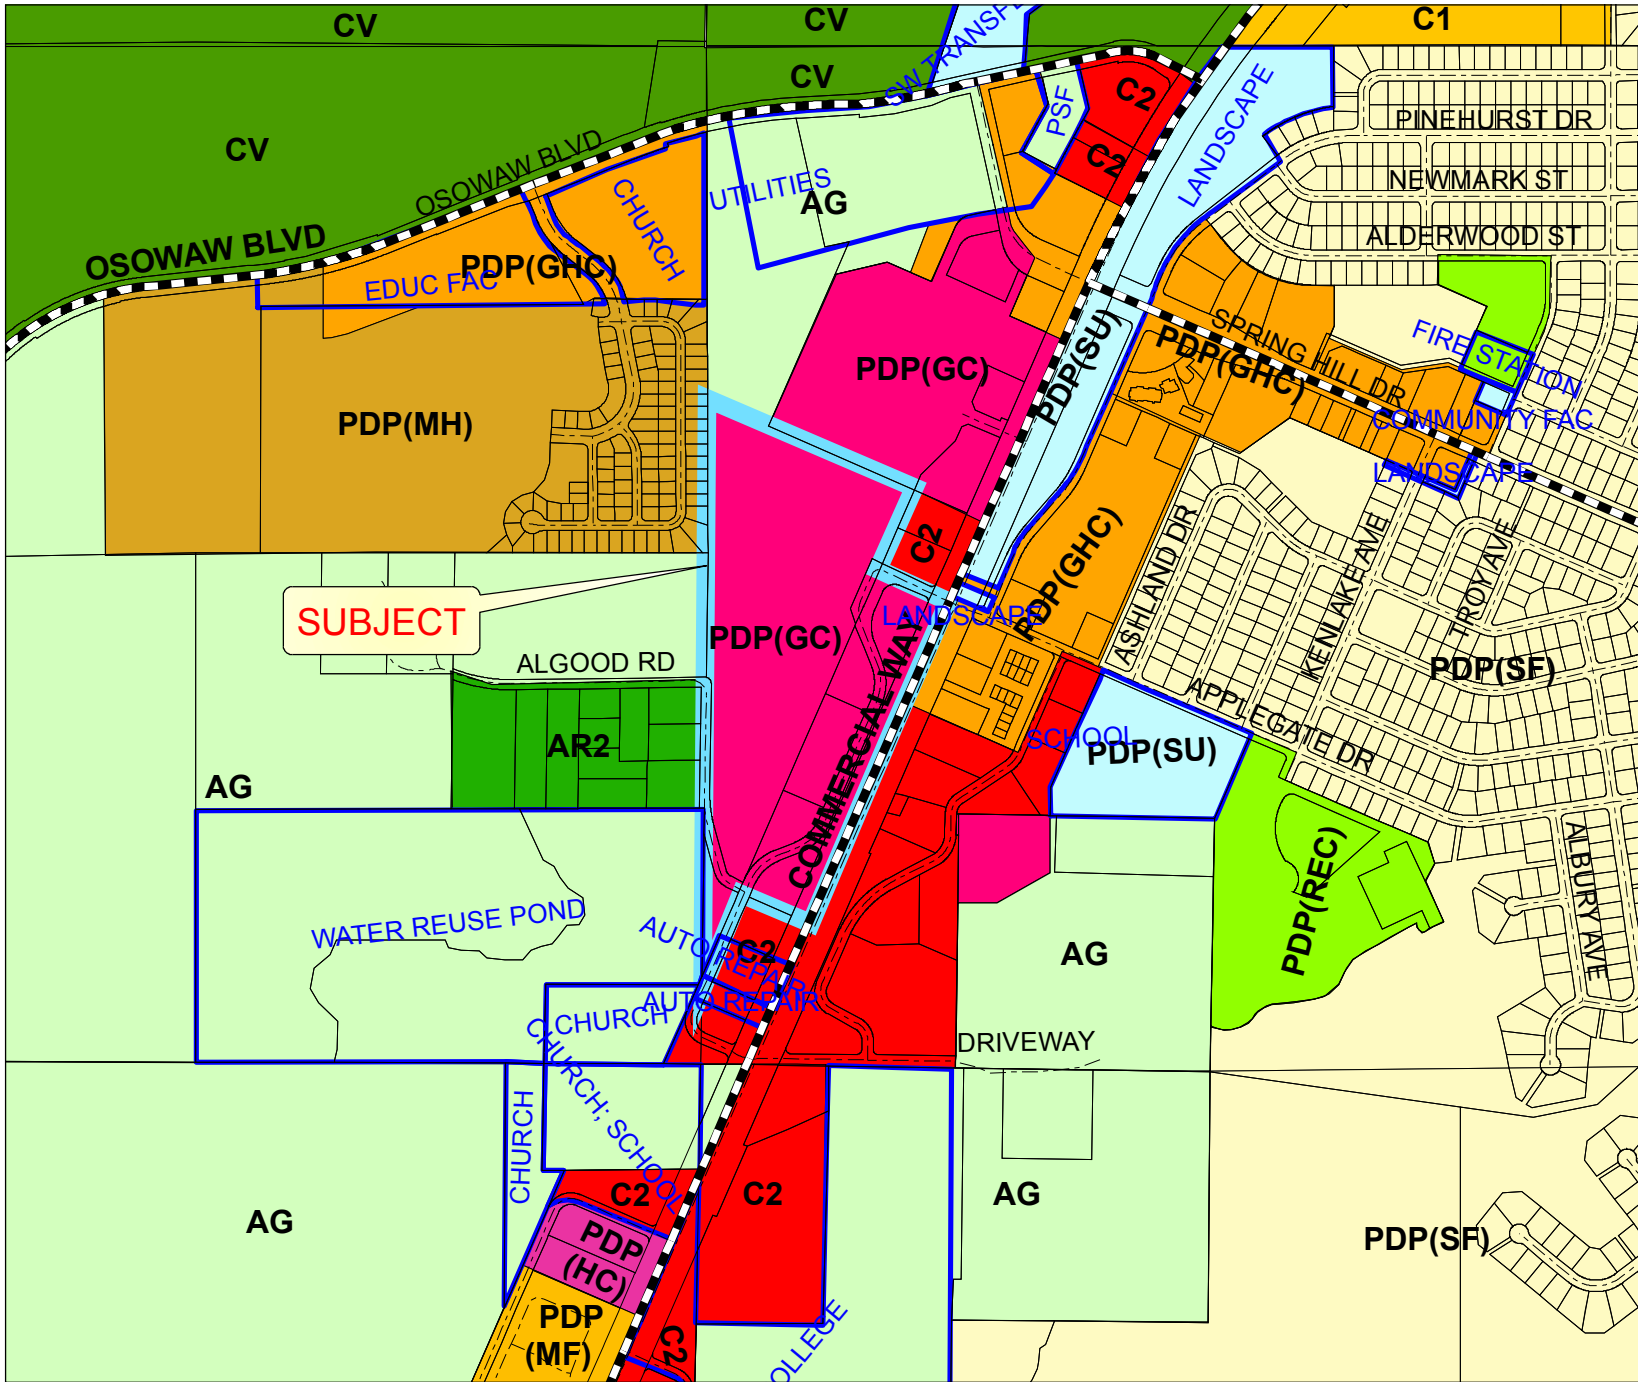 CV
CV
SW TRANSF
C1
CV
C2
PSF
LANDSCAPE
PINEHURST DR
CV
OSOWAW BLVD
C2
NEWMARK ST
CHURCH
UTILITIES
AG
ALDERWOOD ST
OSOWAW BLVD
PDP(GHC)
EDUC FAC
PDP(SU)
SPRING HILL DR
PDP(GHC)
FIRE STATION
PDP(GC)
PDP(MH)
COMMUNITY FAC
LANDSCAPE
C2
PDP(GHC)
ASHLAND DR
KENLAKE AVE
TROY AVE
SUBJECT
LANDSCAPE
PDP(GC)
ALGOOD RD
PDP(SF)
COMMERCIAL WAY
APPLEGATE DR
SCHOOL
PDP(SU)
AR2
AG
PDP(REC)
ALBURY AVE
WATER REUSE POND
AUTO REPAIR
C2
AG
AUTO REPAIR
CHURCH
DRIVEWAY
CHURCH; SCHOOL
CHURCH
C2
C2
AG
AG
PDP
(HC)
PDP(SF)
PDP
(MF)
C2
OLLEGE